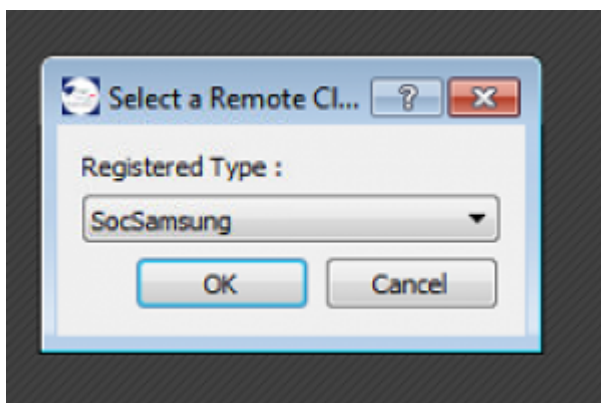 Select a Remote Cl...
Registered Type :
SocSamsung
OK
Cancel